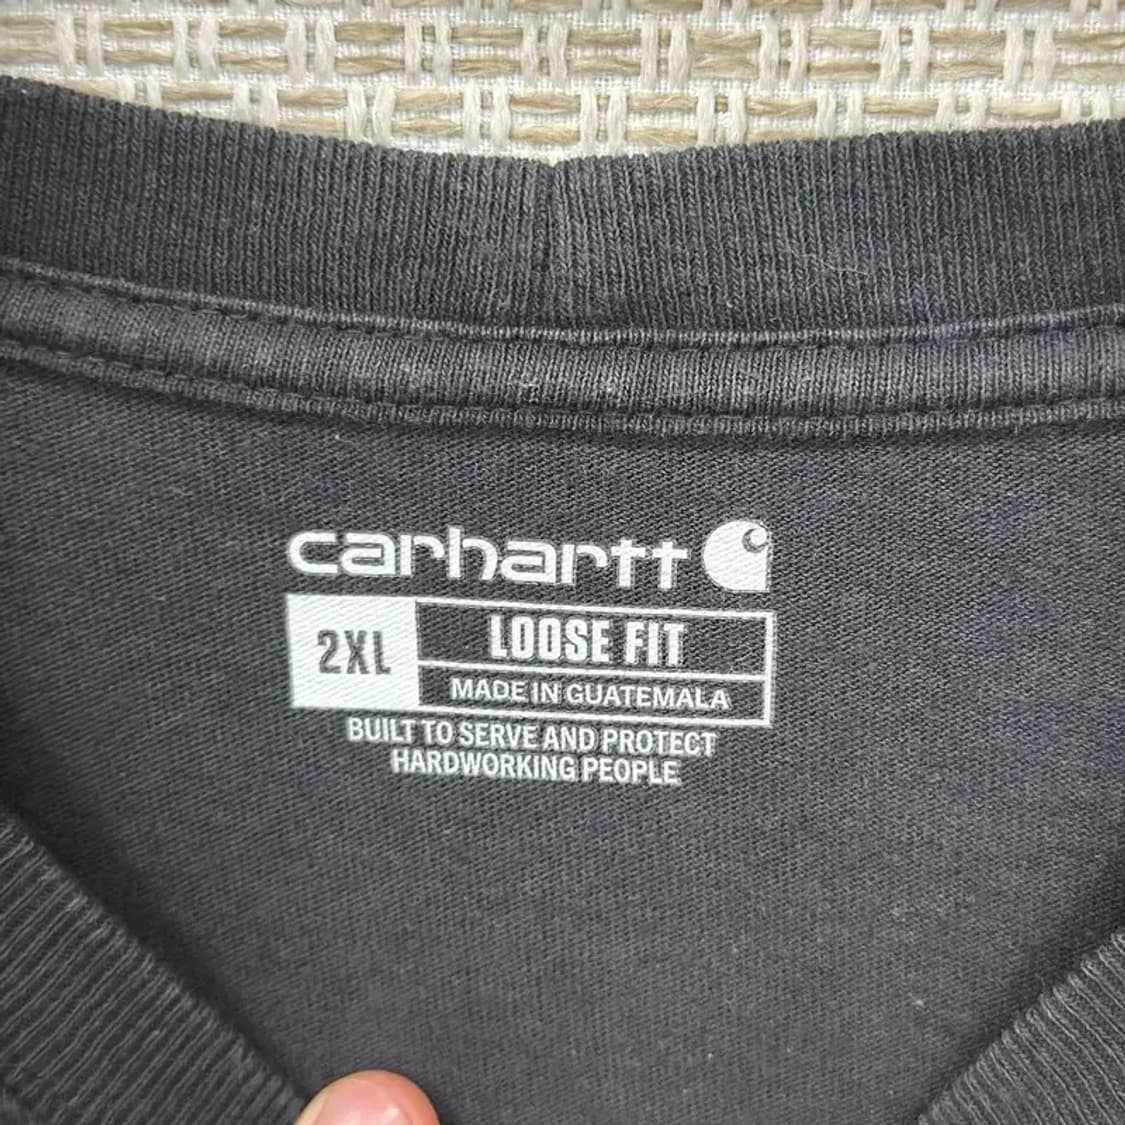 carhartt
2XL
LOOSE FIT
MADE IN GUATEMALA
BUILT TO SERVE AND PROTECT
HARDWORKING PEOPLE